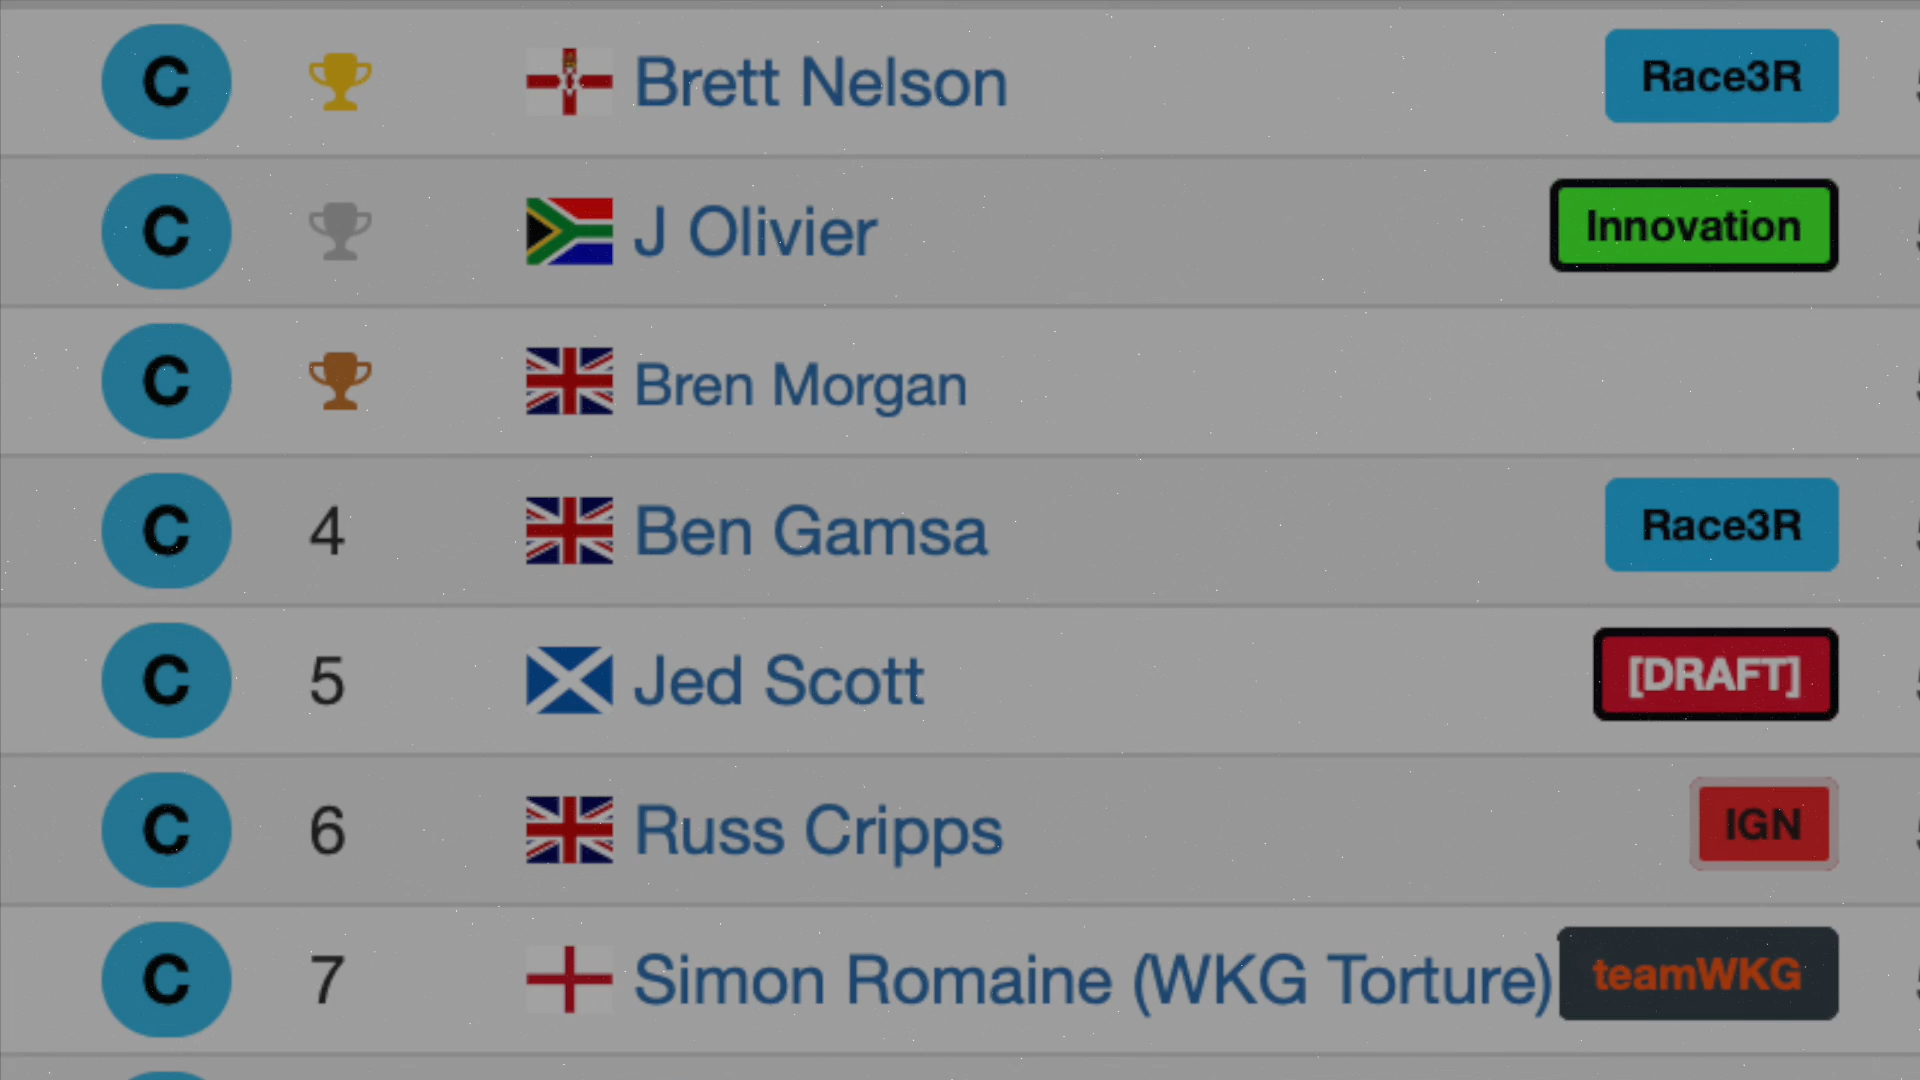 C Brett Nelson Race3R
C J Olivier Innovation
C Bren Morgan
C 4 Ben Gamsa Race3R
C 5 Jed Scott [DRAFT]
C 6 Russ Cripps IGN
C 7 Simon Romaine (WKG Torture) teamWKG